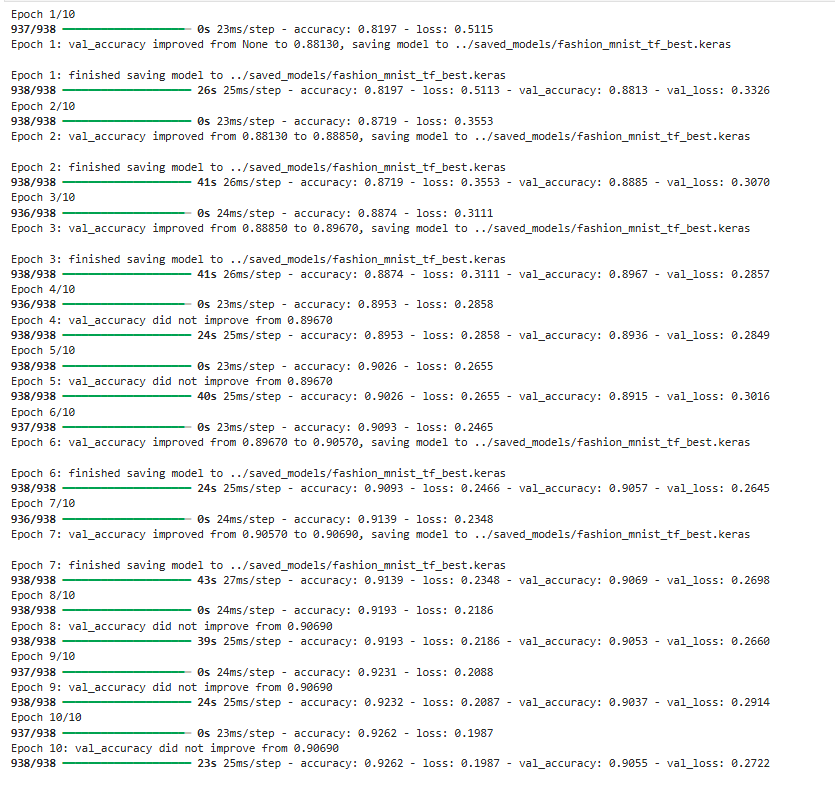 Epoch 1/10
937/938 0s 23ms/step - accuracy: 0.8197 - loss: 0.5115
Epoch 1: val_accuracy improved from None to 0.88130, saving model to ../saved_models/fashion_mnist_tf_best.keras
Epoch 1: finished saving model to ../saved_models/fashion_mnist_tf_best.keras
938/938 26s 25ms/step - accuracy: 0.8197 - loss: 0.5113 - val_accuracy: 0.8813 - val_loss: 0.3326
Epoch 2/10
938/938 0s 23ms/step - accuracy: 0.8719 - loss: 0.3553
Epoch 2: val_accuracy improved from 0.88130 to 0.88850, saving model to ../saved_models/fashion_mnist_tf_best.keras
Epoch 2: finished saving model to ../saved_models/fashion_mnist_tf_best.keras
938/938 41s 26ms/step - accuracy: 0.8719 - loss: 0.3553 - val_accuracy: 0.8885 - val_loss: 0.3070
Epoch 3/10
936/938 0s 24ms/step - accuracy: 0.8874 - loss: 0.3111
Epoch 3: val_accuracy improved from 0.88850 to 0.89670, saving model to ../saved_models/fashion_mnist_tf_best.keras
Epoch 3: finished saving model to ../saved_models/fashion_mnist_tf_best.keras
938/938 41s 26ms/step - accuracy: 0.8874 - loss: 0.3111 - val_accuracy: 0.8967 - val_loss: 0.2857
Epoch 4/10
936/938 0s 23ms/step - accuracy: 0.8953 - loss: 0.2858
Epoch 4: val_accuracy did not improve from 0.89670
938/938 24s 25ms/step - accuracy: 0.8953 - loss: 0.2858 - val_accuracy: 0.8936 - val_loss: 0.2849
Epoch 5/10
938/938 0s 23ms/step - accuracy: 0.9026 - loss: 0.2655
Epoch 5: val_accuracy did not improve from 0.89670
938/938 40s 25ms/step - accuracy: 0.9026 - loss: 0.2655 - val_accuracy: 0.8915 - val_loss: 0.3016
Epoch 6/10
937/938 0s 23ms/step - accuracy: 0.9093 - loss: 0.2465
Epoch 6: val_accuracy improved from 0.89670 to 0.90570, saving model to ../saved_models/fashion_mnist_tf_best.keras
Epoch 6: finished saving model to ../saved_models/fashion_mnist_tf_best.keras
938/938 24s 25ms/step - accuracy: 0.9093 - loss: 0.2466 - val_accuracy: 0.9057 - val_loss: 0.2645
Epoch 7/10
936/938 0s 24ms/step - accuracy: 0.9139 - loss: 0.2348
Epoch 7: val_accuracy improved from 0.90570 to 0.90690, saving model to ../saved_models/fashion_mnist_tf_best.keras
Epoch 7: finished saving model to ../saved_models/fashion_mnist_tf_best.keras
938/938 43s 27ms/step - accuracy: 0.9139 - loss: 0.2348 - val_accuracy: 0.9069 - val_loss: 0.2698
Epoch 8/10
938/938 0s 24ms/step - accuracy: 0.9193 - loss: 0.2186
Epoch 8: val_accuracy did not improve from 0.90690
938/938 39s 25ms/step - accuracy: 0.9193 - loss: 0.2186 - val_accuracy: 0.9053 - val_loss: 0.2660
Epoch 9/10
937/938 0s 24ms/step - accuracy: 0.9231 - loss: 0.2088
Epoch 9: val_accuracy did not improve from 0.90690
938/938 24s 25ms/step - accuracy: 0.9232 - loss: 0.2087 - val_accuracy: 0.9037 - val_loss: 0.2914
Epoch 10/10
937/938 0s 23ms/step - accuracy: 0.9262 - loss: 0.1987
Epoch 10: val_accuracy did not improve from 0.90690
938/938 23s 25ms/step - accuracy: 0.9262 - loss: 0.1987 - val_accuracy: 0.9055 - val_loss: 0.2722